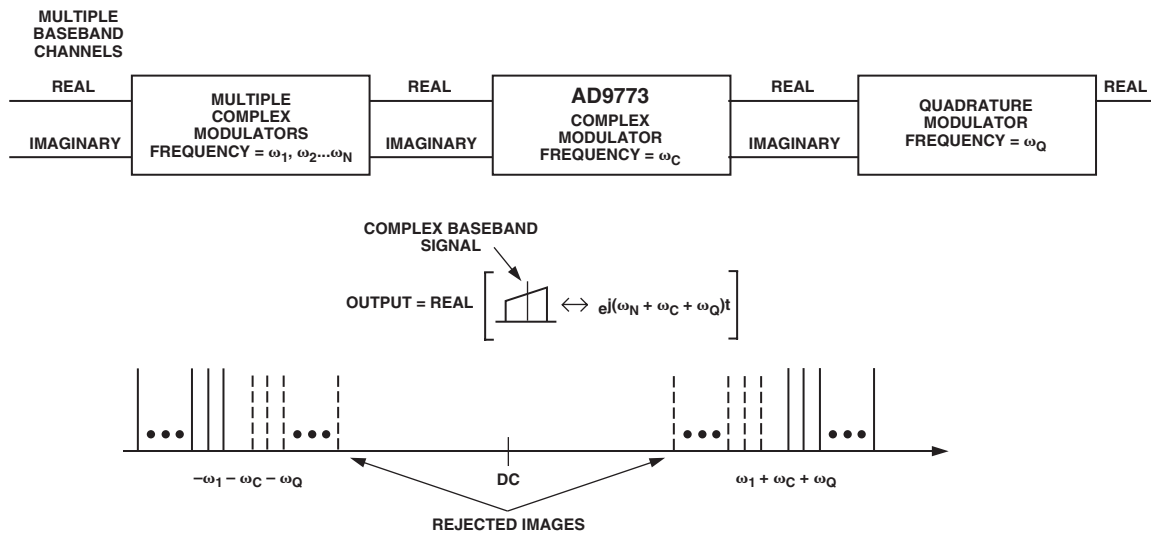 MULTIPLE
BASEBAND
CHANNELS
REAL
IMAGINARY
MULTIPLE
COMPLEX
MODULATORS
FREQUENCY = ω1, ω2...ωN
REAL
IMAGINARY
AD9773
COMPLEX
MODULATOR
FREQUENCY = ωC
REAL
IMAGINARY
QUADRATURE
MODULATOR
FREQUENCY = ωQ
REAL
COMPLEX BASEBAND
SIGNAL
OUTPUT = REAL [ ↔ ej(ωN + ωC + ωQ)t ]
–ω1 – ωC – ωQ
DC
ω1 + ωC + ωQ
REJECTED IMAGES